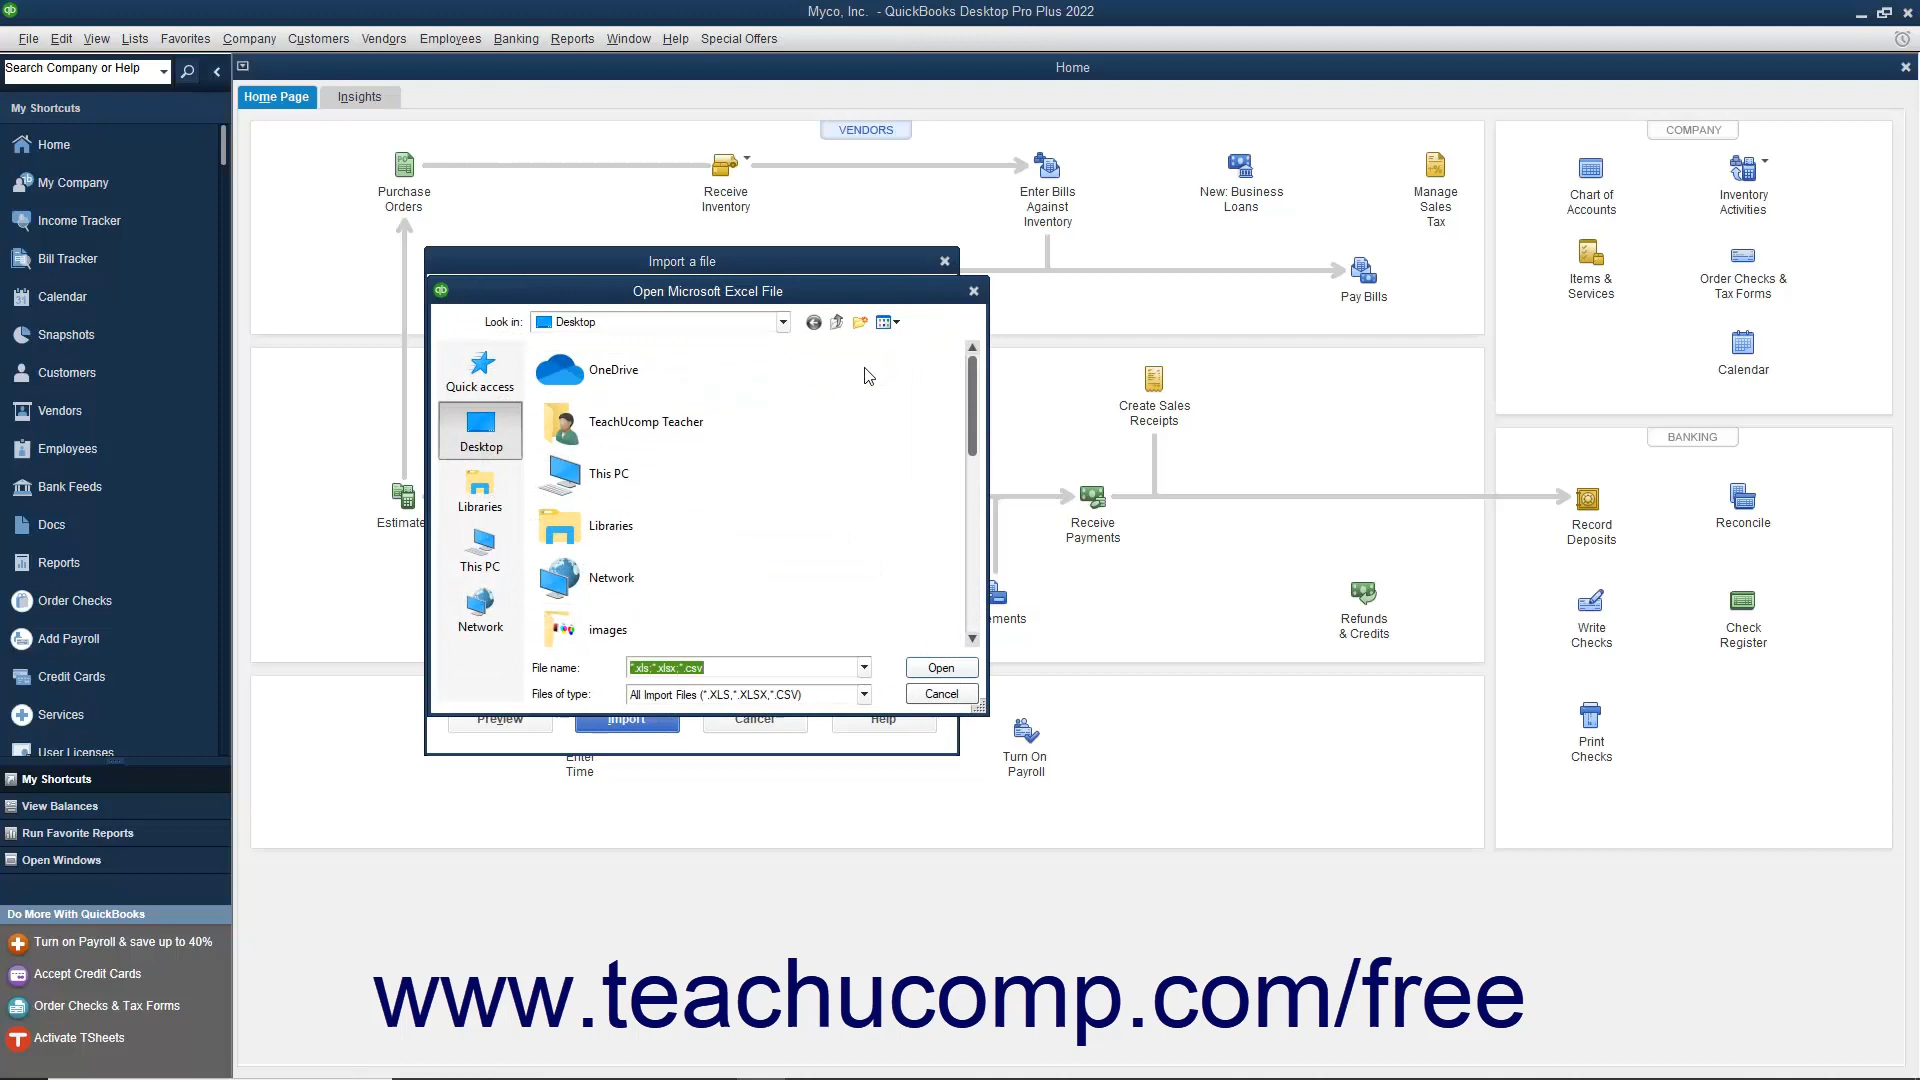 Myco, Inc. - QuickBooks Desktop Pro Plus 2022
File Edit View Lists Favorites Company Customers Vendors Employees Banking Reports Window Help Special Offers
Search Company or Help
Home
Home Page
Insights
My Shortcuts
Home
My Company
Income Tracker
Bill Tracker
Calendar
Snapshots
Customers
Vendors
Employees
Bank Feeds
Docs
Reports
Order Checks
Add Payroll
Credit Cards
Services
User Licenses
My Shortcuts
View Balances
Run Favorite Reports
Open Windows
Do More With QuickBooks
Turn on Payroll & save up to 40%
Accept Credit Cards
Order Checks & Tax Forms
Activate TSheets
VENDORS
Purchase
Orders
Receive
Inventory
Enter Bills
Against
Inventory
New: Business
Loans
Manage
Sales
Tax
Pay Bills
Import a file
Open Microsoft Excel File
Look in:
Desktop
Quick access
Desktop
Libraries
This PC
Network
OneDrive
TeachUcomp Teacher
This PC
Libraries
Network
images
File name:
*.xls;*.xlsx;*.csv
Open
Files of type:
All Import Files (*.XLS,*.XLSX,*.CSV)
Cancel
Preview
Import
Cancel
Help
Estimate
Create Sales
Receipts
Receive
Payments
ements
Refunds
& Credits
Enter
Time
Turn On
Payroll
COMPANY
Chart of
Accounts
Inventory
Activities
Items &
Services
Order Checks &
Tax Forms
Calendar
BANKING
Record
Deposits
Reconcile
Write
Checks
Check
Register
Print
Checks
www.teachucomp.com/free